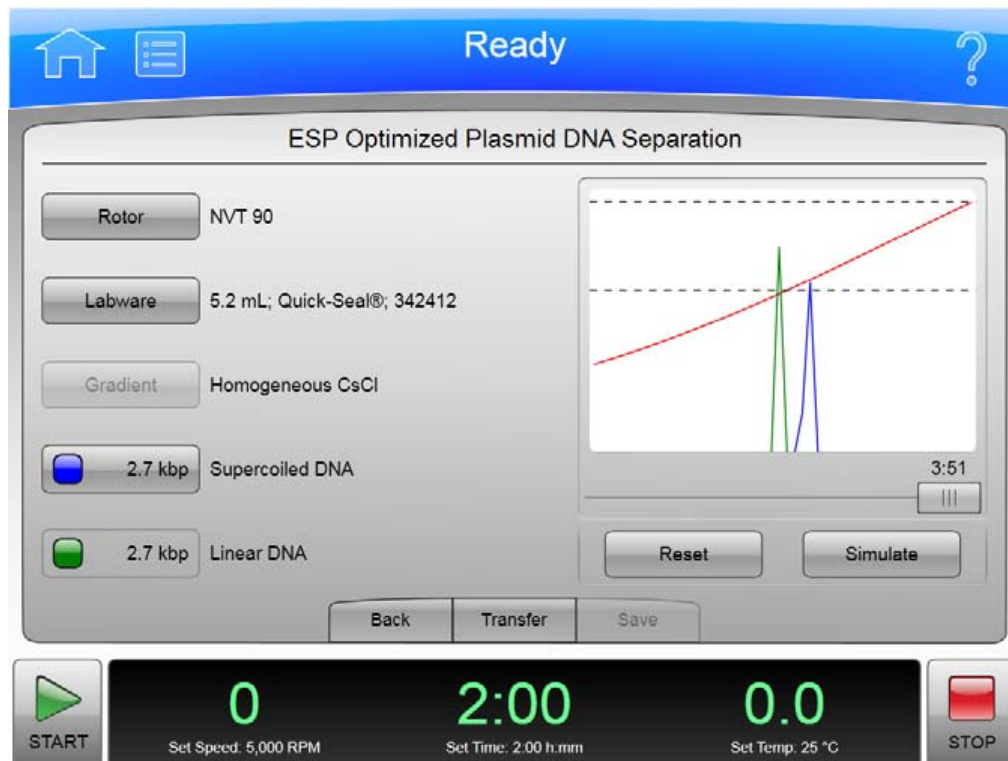 Ready
ESP Optimized Plasmid DNA Separation
Rotor NVT 90
Labware 5.2 mL; Quick-Seal®; 342412
Gradient Homogeneous CsCl
2.7 kbp Supercoiled DNA
2.7 kbp Linear DNA
3:51
Reset Simulate
Back Transfer Save
START
0
Set Speed: 5,000 RPM
2:00
Set Time: 2.00 h:mm
0.0
Set Temp: 25 °C
STOP